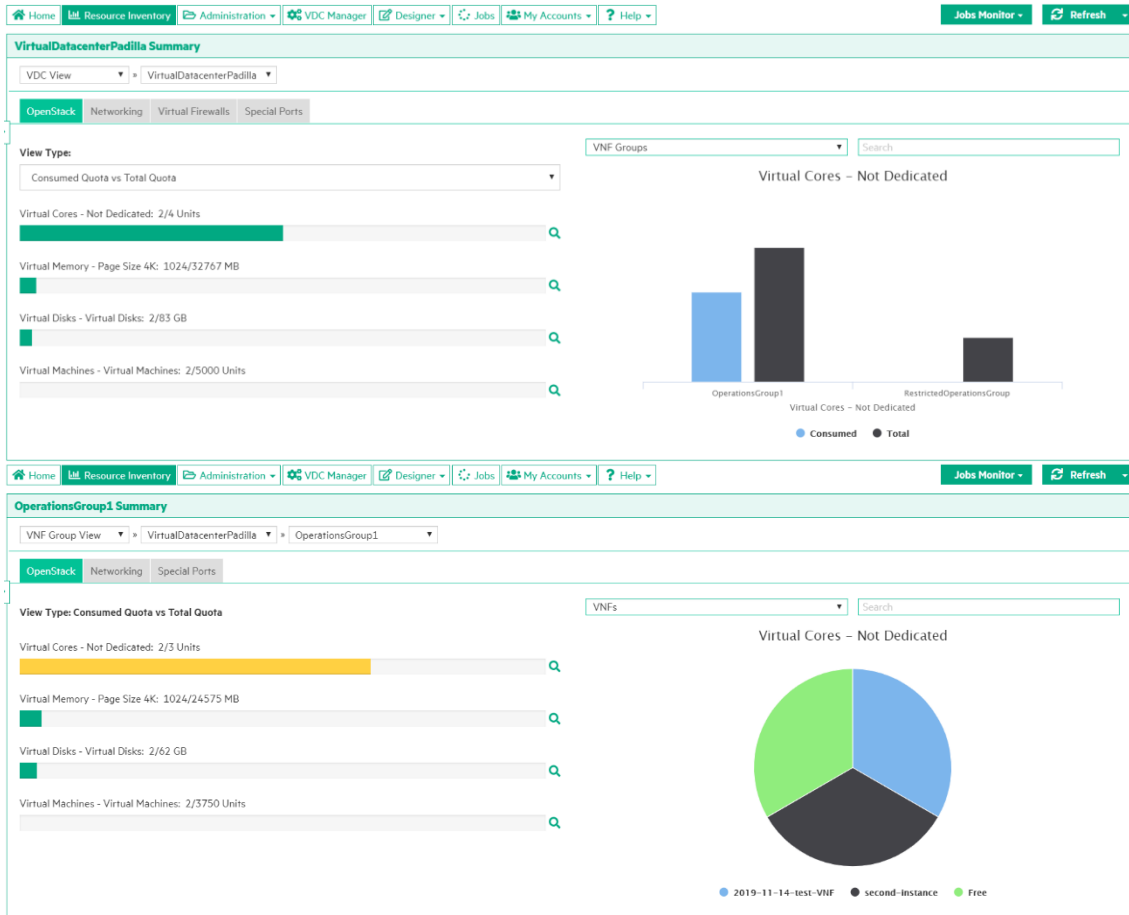 Home Resource Inventory Administration VDC Manager Designer Jobs My Accounts ? Help Jobs Monitor Refresh
VirtualDatacenterPadilla Summary
VDC View » VirtualDatacenterPadilla
OpenStack Networking Virtual Firewalls Special Ports
View Type:
VNF Groups Search
Consumed Quota vs Total Quota
Virtual Cores – Not Dedicated
Virtual Cores - Not Dedicated: 2/4 Units
Virtual Memory - Page Size 4K: 1024/32767 MB
Virtual Disks - Virtual Disks: 2/83 GB
Virtual Machines - Virtual Machines: 2/5000 Units
OperationsGroup1 RestrictedOperationsGroup
Virtual Cores – Not Dedicated
Consumed Total
Home Resource Inventory Administration VDC Manager Designer Jobs My Accounts ? Help Jobs Monitor Refresh
OperationsGroup1 Summary
VNF Group View » VirtualDatacenterPadilla » OperationsGroup1
OpenStack Networking Special Ports
View Type: Consumed Quota vs Total Quota
VNFs Search
Virtual Cores – Not Dedicated
Virtual Cores - Not Dedicated: 2/3 Units
Virtual Memory - Page Size 4K: 1024/24575 MB
Virtual Disks - Virtual Disks: 2/62 GB
Virtual Machines - Virtual Machines: 2/3750 Units
2019-11-14-test-VNF second-instance Free